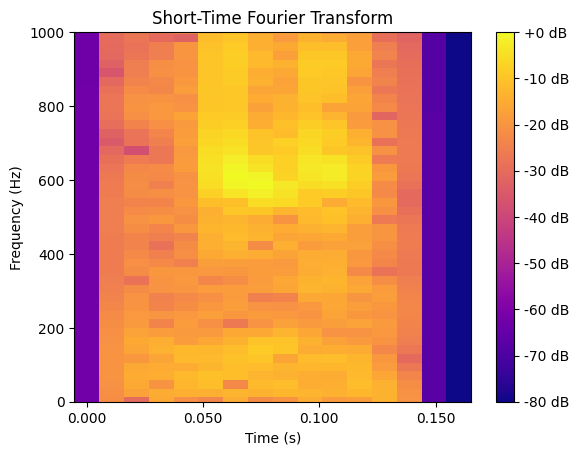 Short-Time Fourier Transform
1000
800
600
400
200
0
Frequency (Hz)
0.000
0.050
0.100
0.150
Time (s)
+0 dB
-10 dB
-20 dB
-30 dB
-40 dB
-50 dB
-60 dB
-70 dB
-80 dB